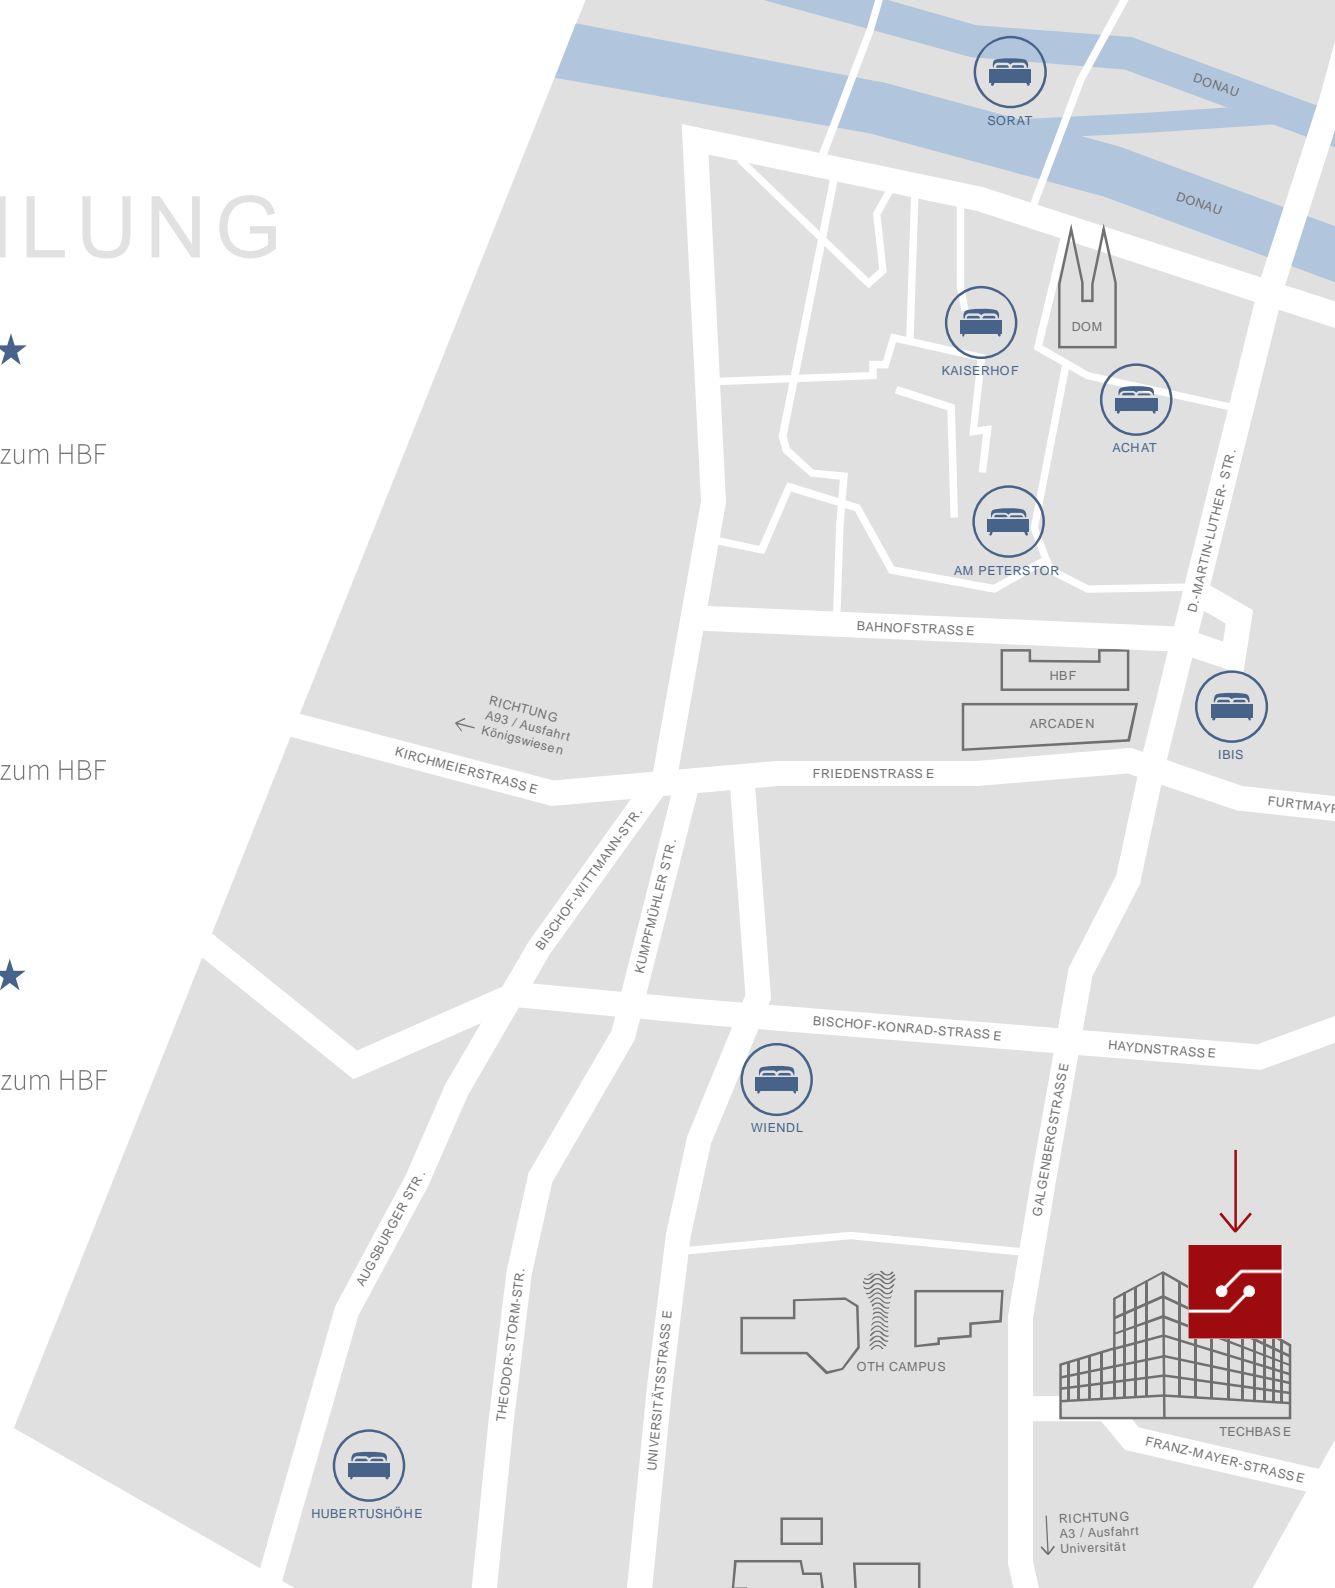 ILUNG
zum HBF
zum HBF
zum HBF
DONAU
SORAT
DONAU
DOM
KAISERHOF
ACHAT
D.-MARTIN-LUTHER- STR.
AM PETERSTOR
BAHNOFSTRASSE
HBF
ARCADEN
RICHTUNG
A93 / Ausfahrt
Königswiesen
IBIS
KIRCHMEIERSTRASSE
FRIEDENSTRASSE
FURTMAYR
BISCHOF-WITTMANN-STR.
KUMPFMÜHLER STR.
BISCHOF-KONRAD-STRASSE
HAYDNSTRASSE
WIENDL
GALGENBERGSTRASSE
AUGSBURGER STR.
THEODOR-STORM-STR.
UNIVERSITÄTSSTRASSE
OTH CAMPUS
TECHBASE
FRANZ-MAYER-STRASSE
HUBERTUSHÖHE
RICHTUNG
A3 / Ausfahrt
Universität